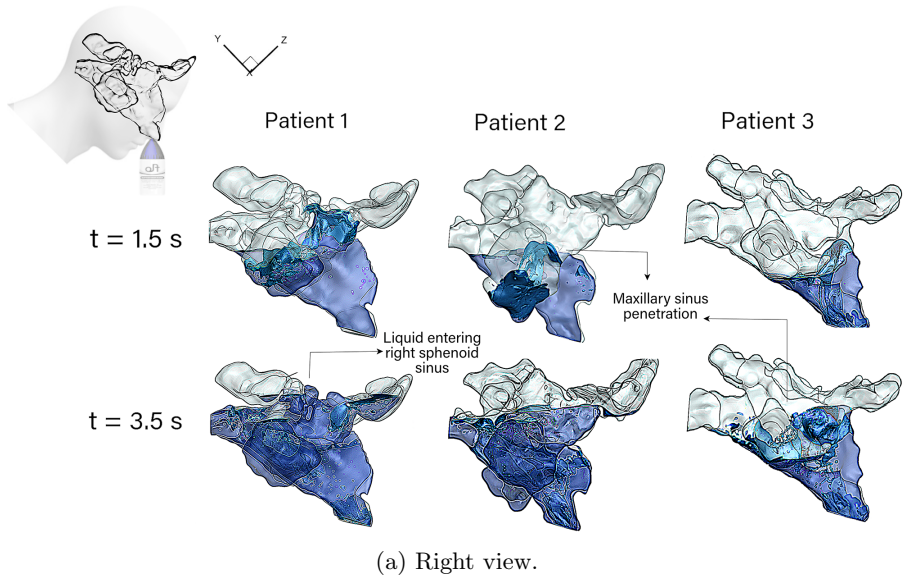 Y
Z
X
aft
Patient 1
Patient 2
Patient 3
t = 1.5 s
Maxillary sinus
penetration
Liquid entering
right sphenoid
sinus
t = 3.5 s
(a) Right view.